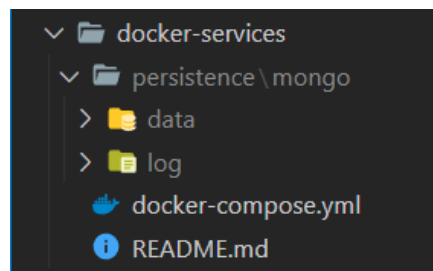 docker-services
persistence\mongo
data
log
docker-compose.yml
README.md